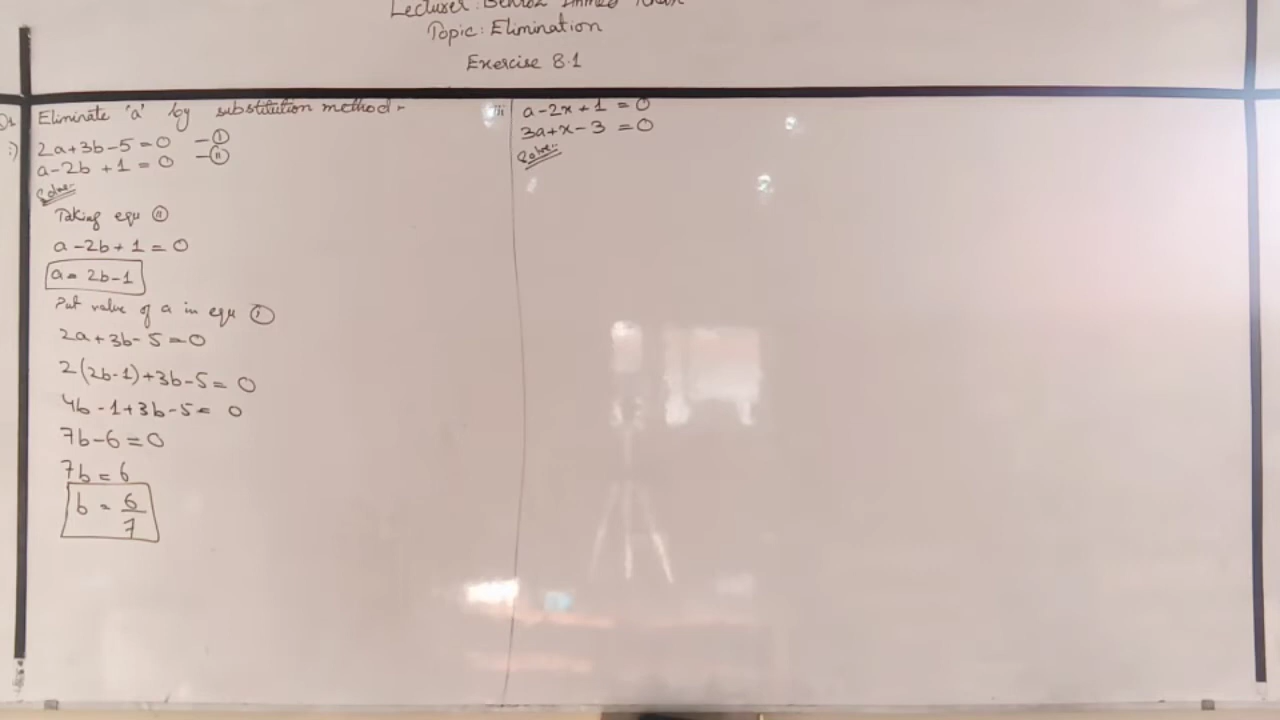 Lecturer:
Topic: Elimination
Exercise 8.1
Eliminate 'a' by substitution method:-
2a+3b-5=0 -(I)
a-2b+1=0 -(II)
Solve:-
Taking equ (II)
a-2b+1=0
a= 2b-1
Put value of a in equ (I)
2a+3b-5=0
2(2b-1)+3b-5=0
4b-1+3b-5=0
7b-6=0
7b=6
b = 6/7
a-2x+1=0
3a+x-3=0
Solve:-